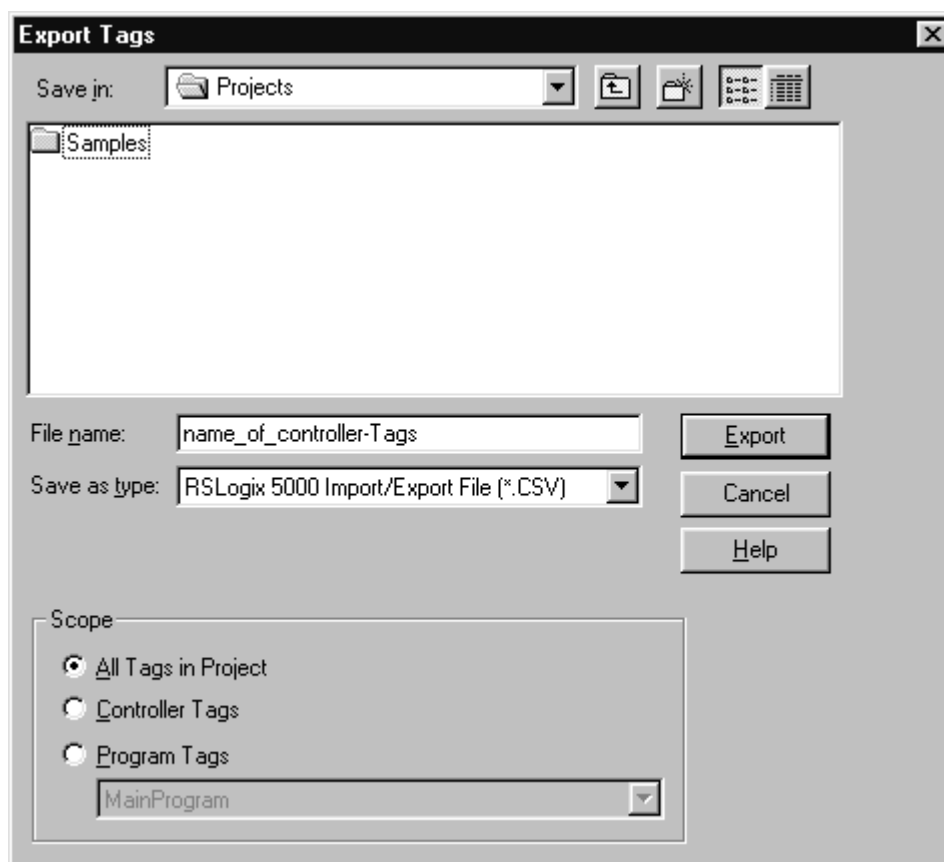 Export Tags
Save in:
Projects
Samples
File name:
name_of_controller-Tags
Export
Save as type:
RSLogix 5000 Import/Export File (*.CSV)
Cancel
Help
Scope
All Tags in Project
Controller Tags
Program Tags
MainProgram